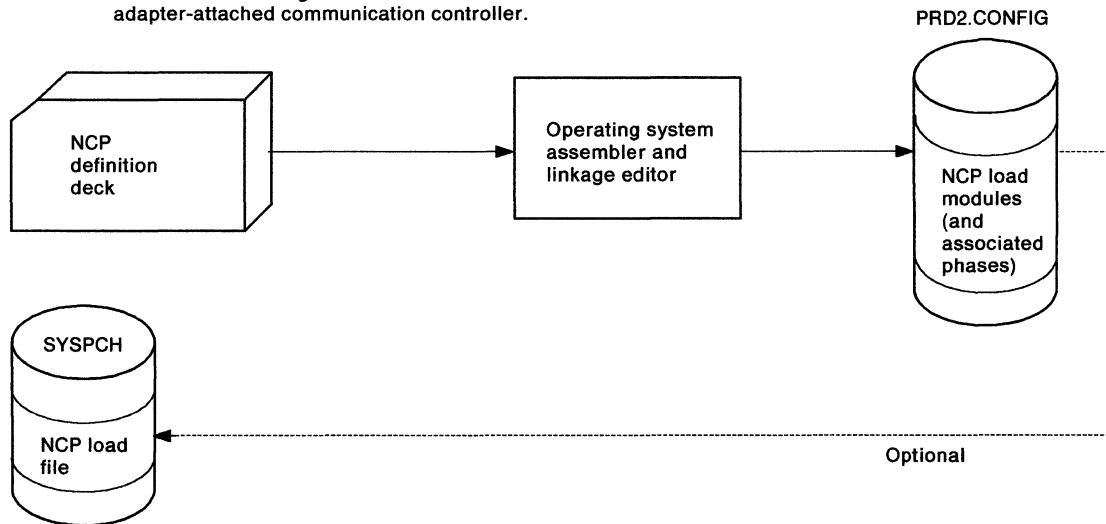 adapter-attached communication controller.
PRD2.CONFIG
NCP
definition
deck
Operating system
assembler and
linkage editor
NCP load
modules
(and
associated
phases)
SYSPCH
NCP load
file
Optional